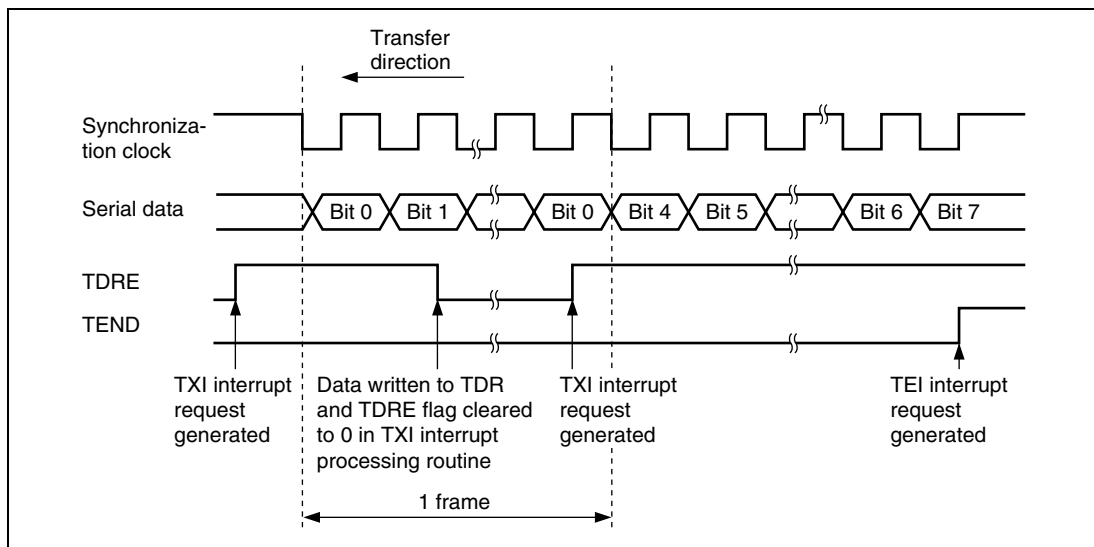 Transfer
direction
Synchroniza-
tion clock
Serial data
Bit 0
Bit 1
Bit 0
Bit 4
Bit 5
Bit 6
Bit 7
TDRE
TEND
TXI interrupt
request
generated
Data written to TDR
and TDRE flag cleared
to 0 in TXI interrupt
processing routine
TXI interrupt
request
generated
TEI interrupt
request
generated
1 frame